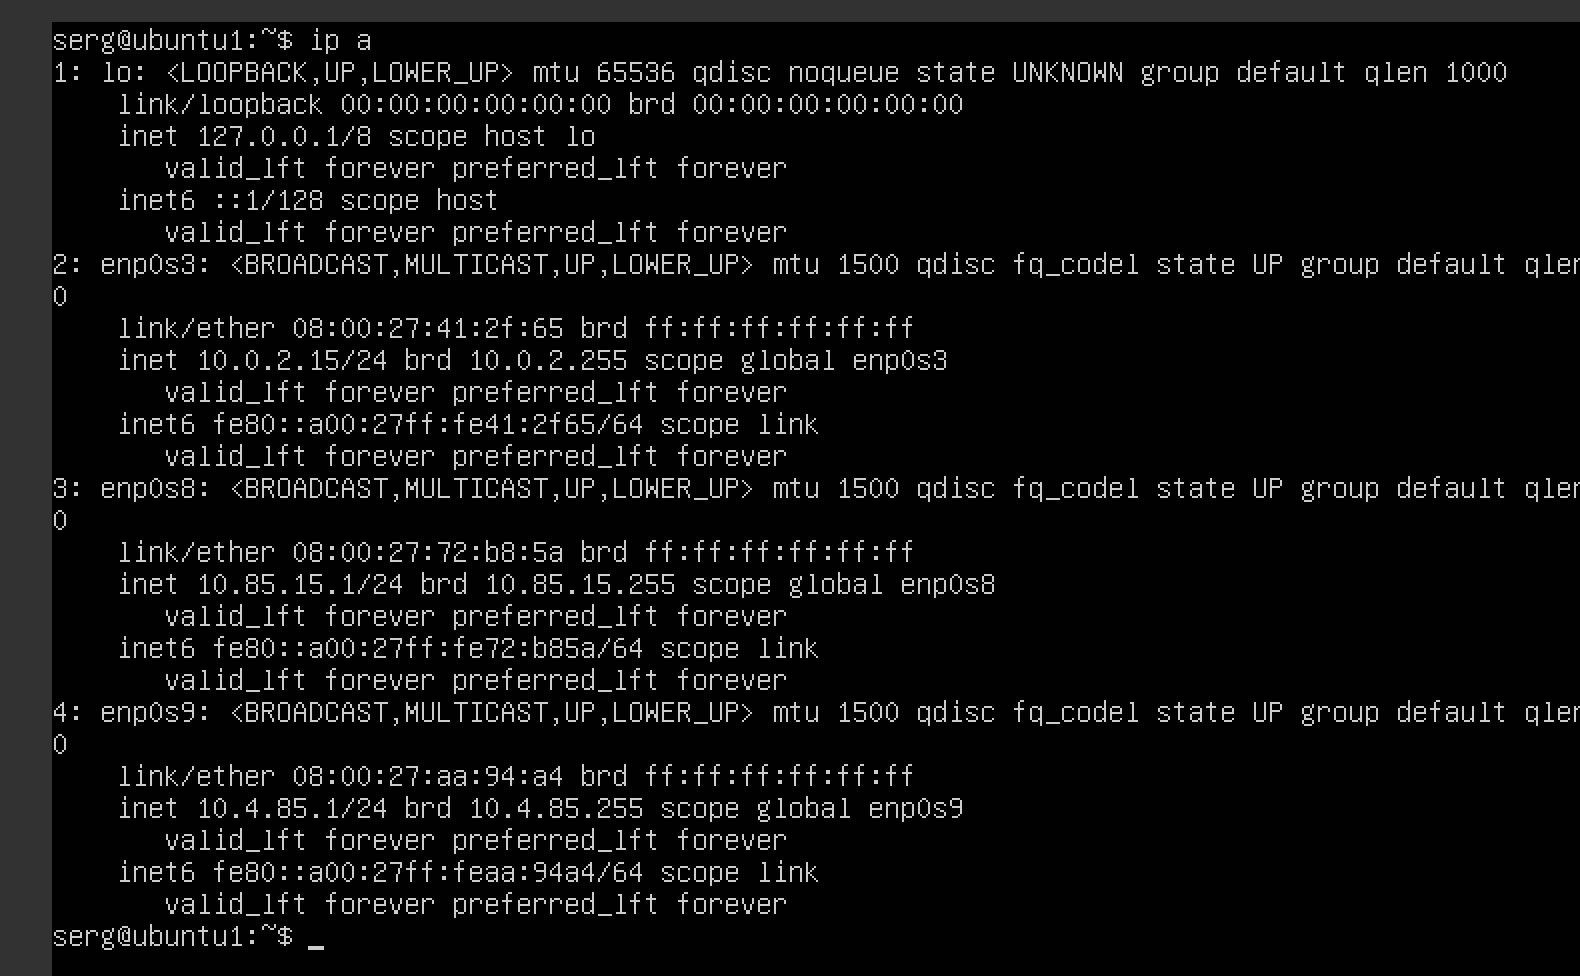 serg@ubuntu1:~$ ip a
1: lo: <LOOPBACK,UP,LOWER_UP> mtu 65536 qdisc noqueue state UNKNOWN group default qlen 1000
    link/loopback 00:00:00:00:00:00 brd 00:00:00:00:00:00
    inet 127.0.0.1/8 scope host lo
       valid_lft forever preferred_lft forever
    inet6 ::1/128 scope host
       valid_lft forever preferred_lft forever
2: enp0s3: <BROADCAST,MULTICAST,UP,LOWER_UP> mtu 1500 qdisc fq_codel state UP group default qlen
0
    link/ether 08:00:27:41:2f:65 brd ff:ff:ff:ff:ff:ff
    inet 10.0.2.15/24 brd 10.0.2.255 scope global enp0s3
       valid_lft forever preferred_lft forever
    inet6 fe80::a00:27ff:fe41:2f65/64 scope link
       valid_lft forever preferred_lft forever
3: enp0s8: <BROADCAST,MULTICAST,UP,LOWER_UP> mtu 1500 qdisc fq_codel state UP group default qlen
0
    link/ether 08:00:27:72:b8:5a brd ff:ff:ff:ff:ff:ff
    inet 10.85.15.1/24 brd 10.85.15.255 scope global enp0s8
       valid_lft forever preferred_lft forever
    inet6 fe80::a00:27ff:fe72:b85a/64 scope link
       valid_lft forever preferred_lft forever
4: enp0s9: <BROADCAST,MULTICAST,UP,LOWER_UP> mtu 1500 qdisc fq_codel state UP group default qlen
0
    link/ether 08:00:27:aa:94:a4 brd ff:ff:ff:ff:ff:ff
    inet 10.4.85.1/24 brd 10.4.85.255 scope global enp0s9
       valid_lft forever preferred_lft forever
    inet6 fe80::a00:27ff:feaa:94a4/64 scope link
       valid_lft forever preferred_lft forever
serg@ubuntu1:~$ _